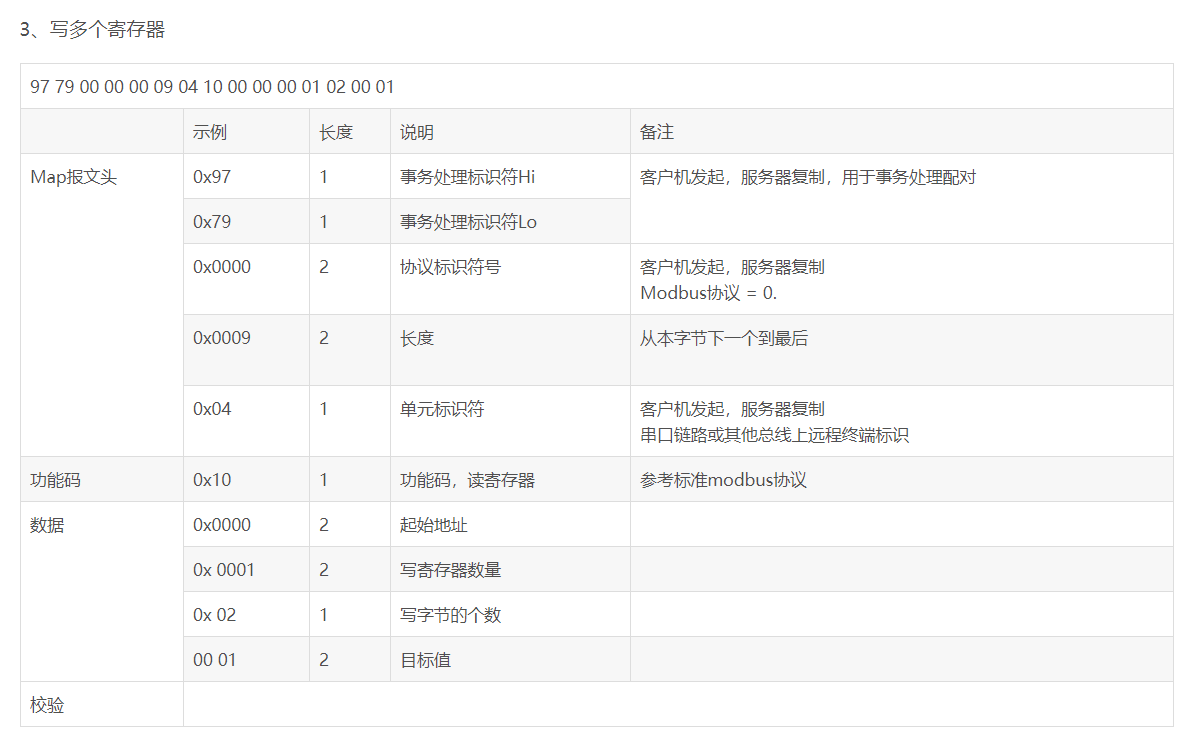 3、写多个寄存器
97 79 00 00 00 09 04 10 00 00 00 01 02 00 01
示例 长度 说明 备注
Map报文头 0x97 1 事务处理标识符Hi 客户机发起，服务器复制，用于事务处理配对
0x79 1 事务处理标识符Lo
0x0000 2 协议标识符号 客户机发起，服务器复制
Modbus协议 = 0.
0x0009 2 长度 从本字节下一个到最后
0x04 1 单元标识符 客户机发起，服务器复制
串口链路或其他总线上远程终端标识
功能码 0x10 1 功能码，读寄存器 参考标准modbus协议
数据 0x0000 2 起始地址
0x 0001 2 写寄存器数量
0x 02 1 写字节的个数
00 01 2 目标值
校验